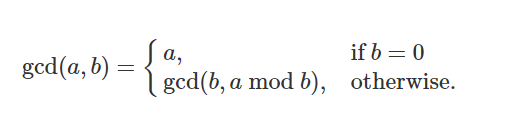 gcd(a, b) = { a, if b = 0
gcd(b, a mod b), otherwise.